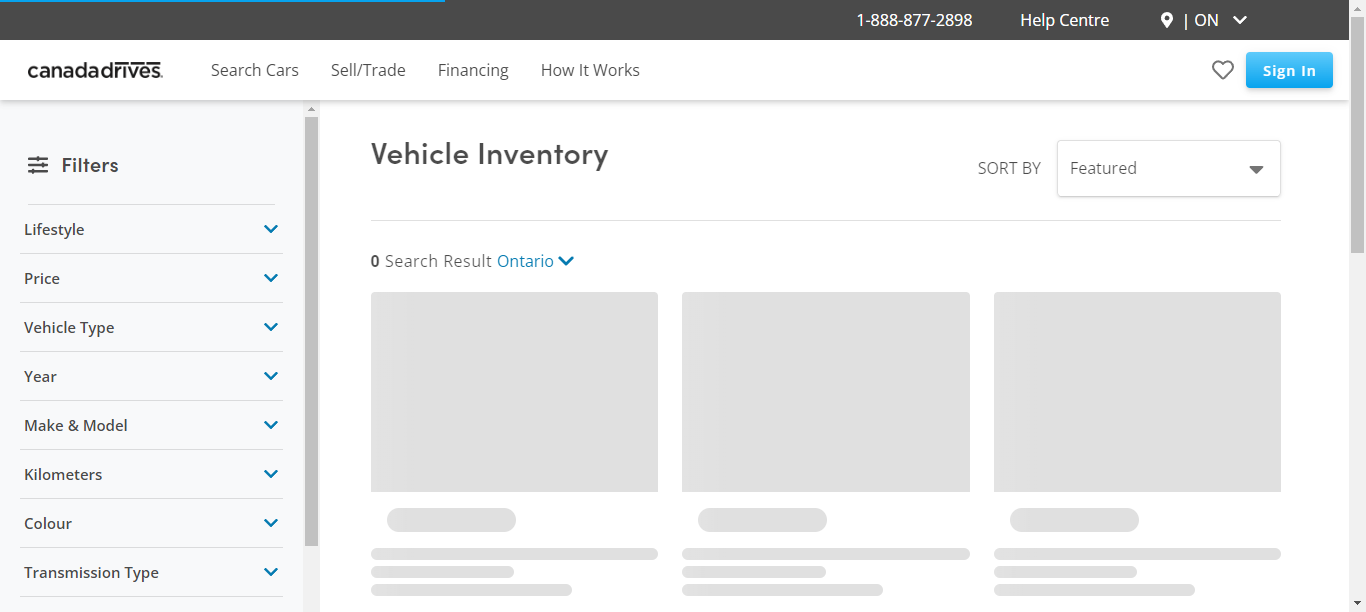 1-888-877-2898 Help Centre | ON
canadadrives. Search Cars Sell/Trade Financing How It Works Sign In
Filters
Lifestyle
Price
Vehicle Type
Year
Make & Model
Kilometers
Colour
Transmission Type
Vehicle Inventory
SORT BY Featured
0 Search Result Ontario